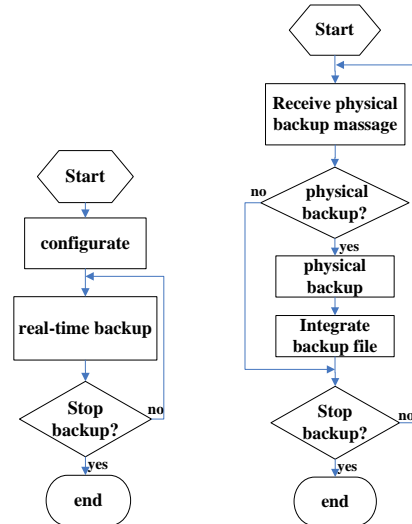 Start
configurate
real-time backup
Stop
backup?
no
yes
end
Start
Receive physical
backup massage
no
physical
backup?
yes
physical
backup
Integrate
backup file
Stop
backup?
no
yes
end